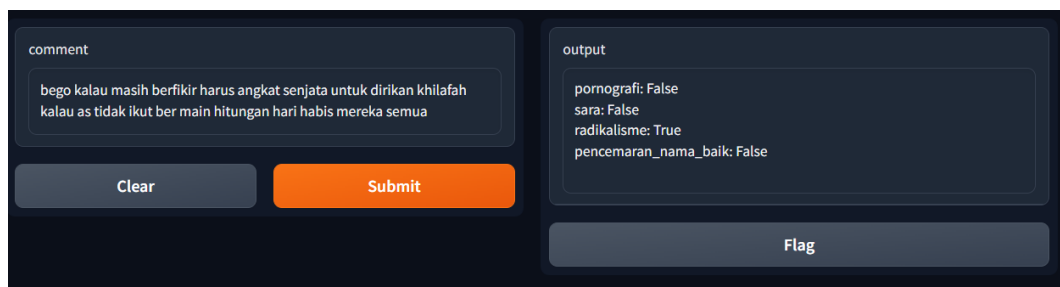 comment
bego kalau masih berfikir harus angkat senjata untuk dirikan khilafah
kalau as tidak ikut ber main hitungan hari habis mereka semua
Clear
Submit
output
pornografi: False
sara: False
radikalisme: True
pencemaran_nama_baik: False
Flag